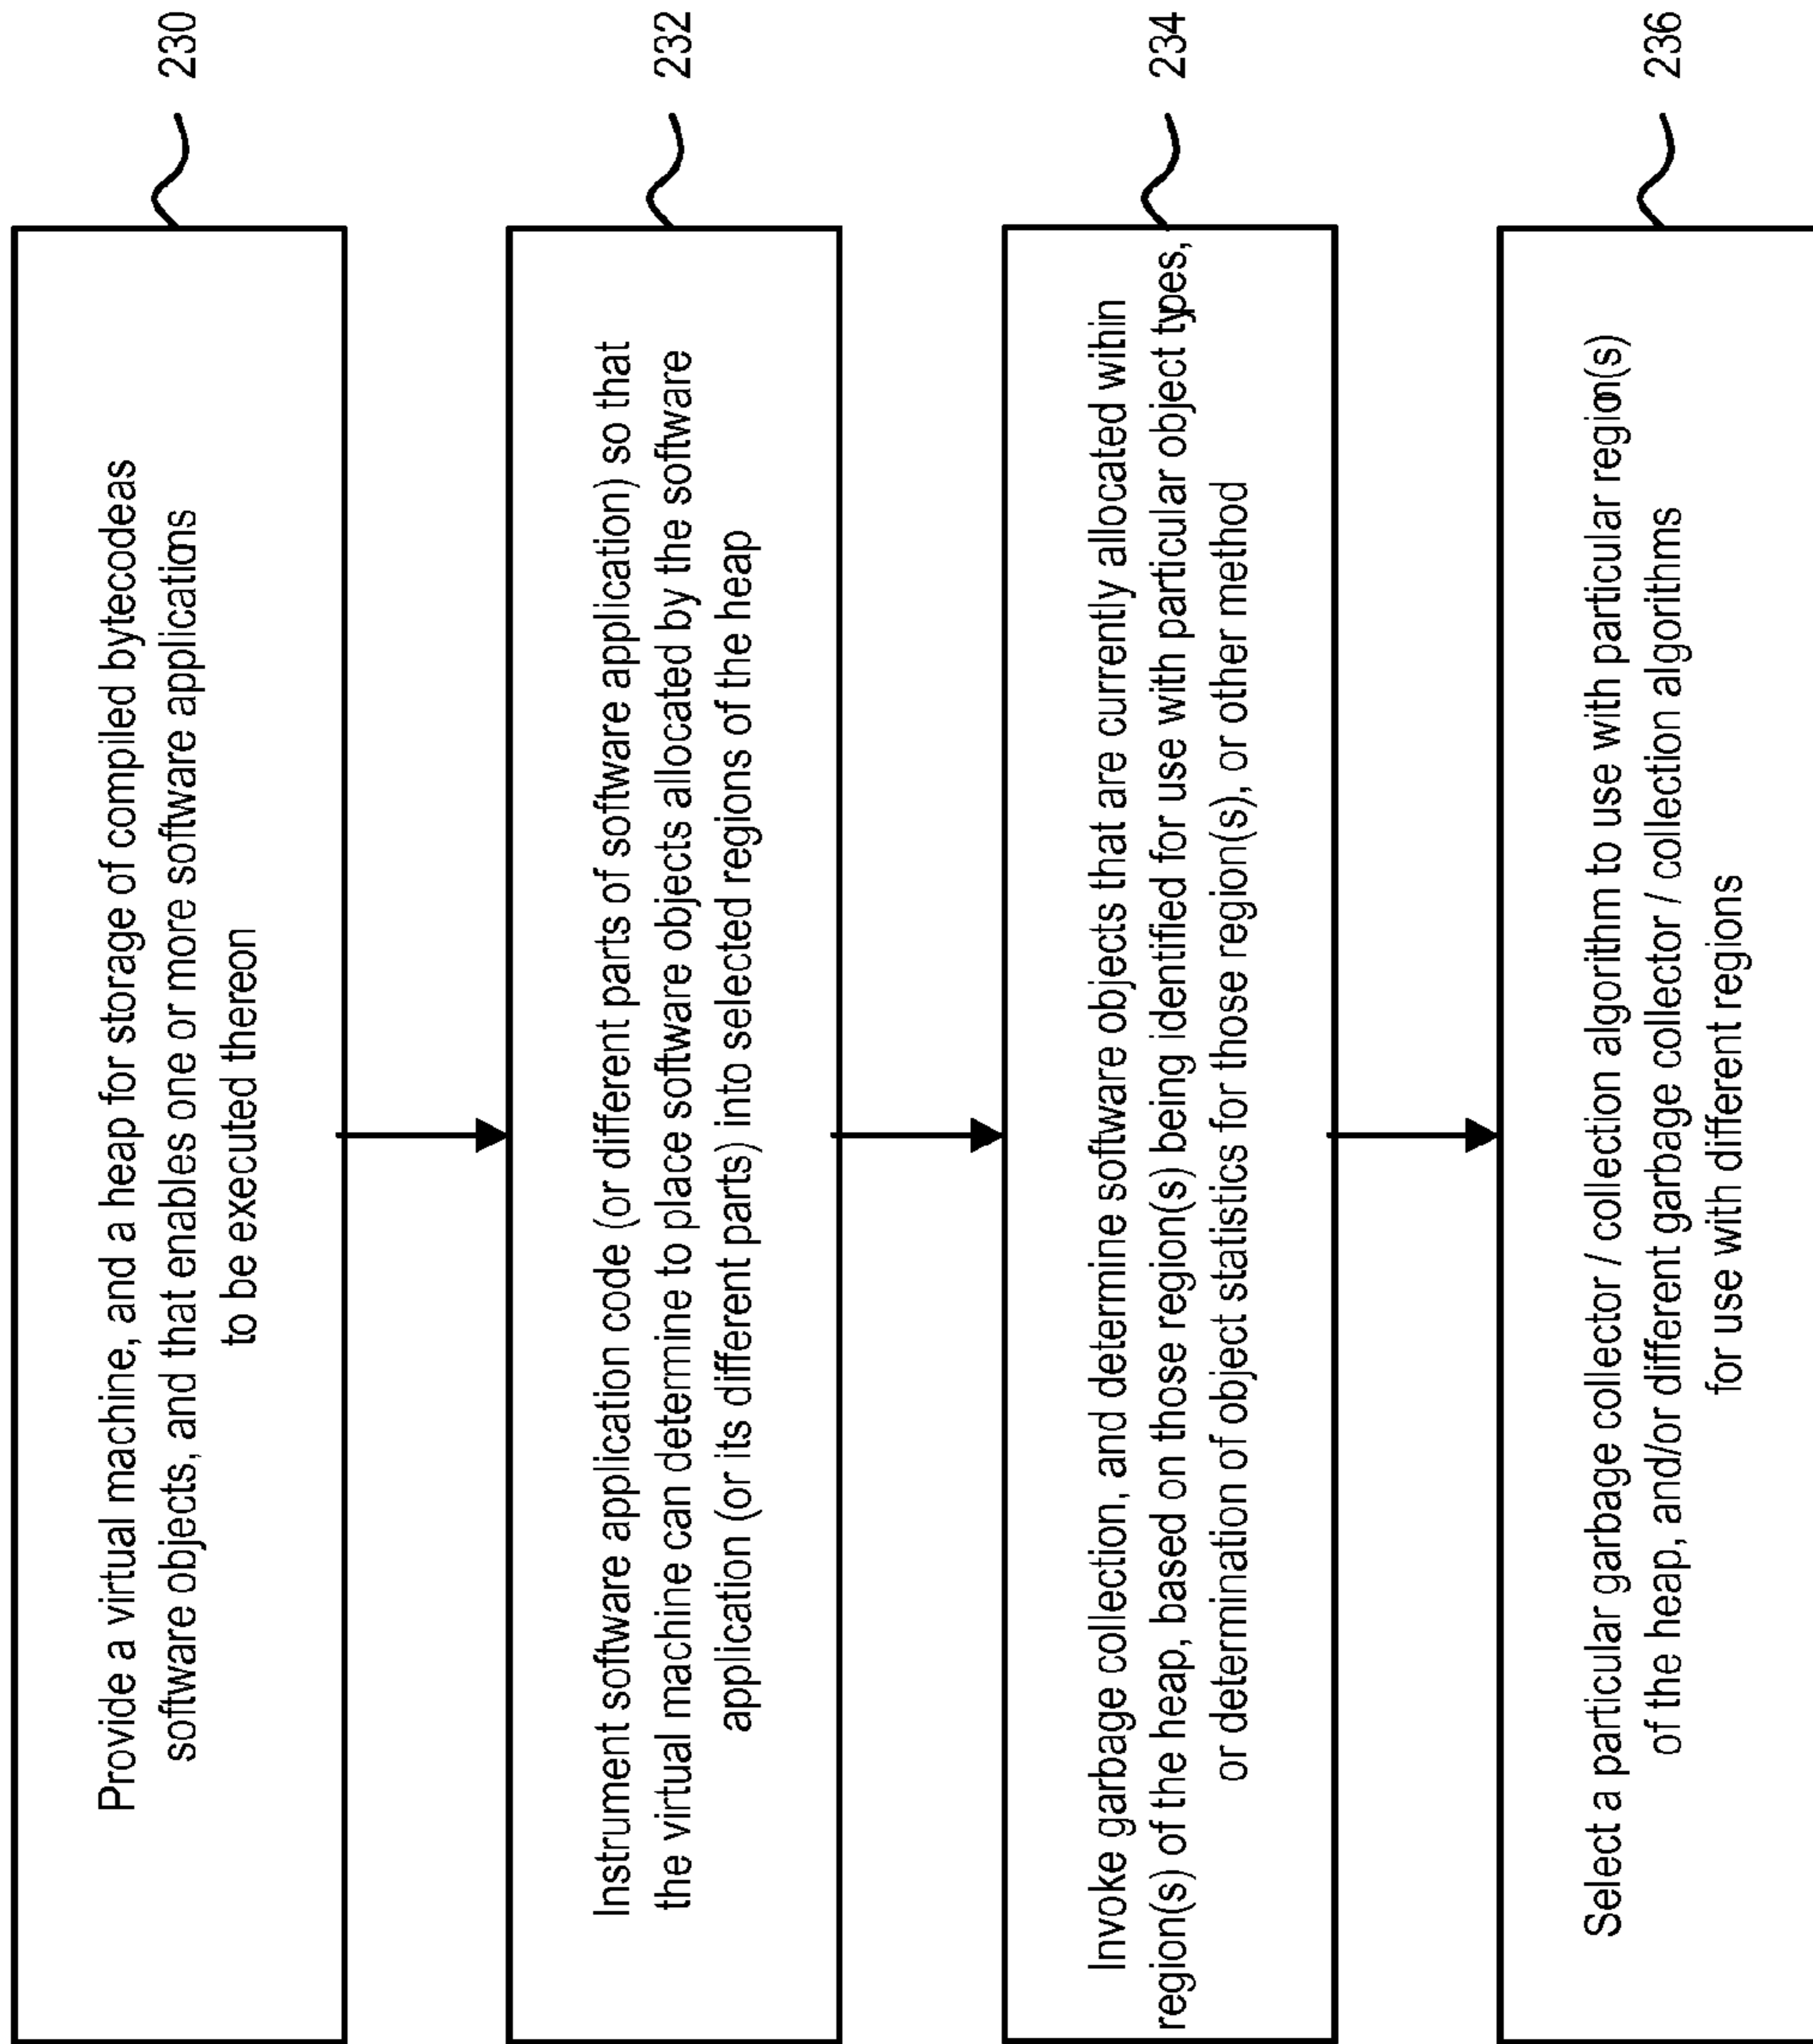 Provide a virtual machine, and a heap for storage of compiled bytecodeas
software objects, and that enables one or more software applications
to be executed thereon
230
Instrument software application code (or different parts of software application) so that
the virtual machine can determine to place software objects allocated by the software
application (or its different parts) into selected regions of the heap
232
Invoke garbage collection, and determine software objects that are currently allocated within
region(s) of the heap, based on those region(s) being identified for use with particular object types,
or determination of object statistics for those region(s), or other method
234
Select a particular garbage collector / collection algorithm to use with particular region(s)
of the heap, and/or different garbage collector / collection algorithms
for use with different regions
236